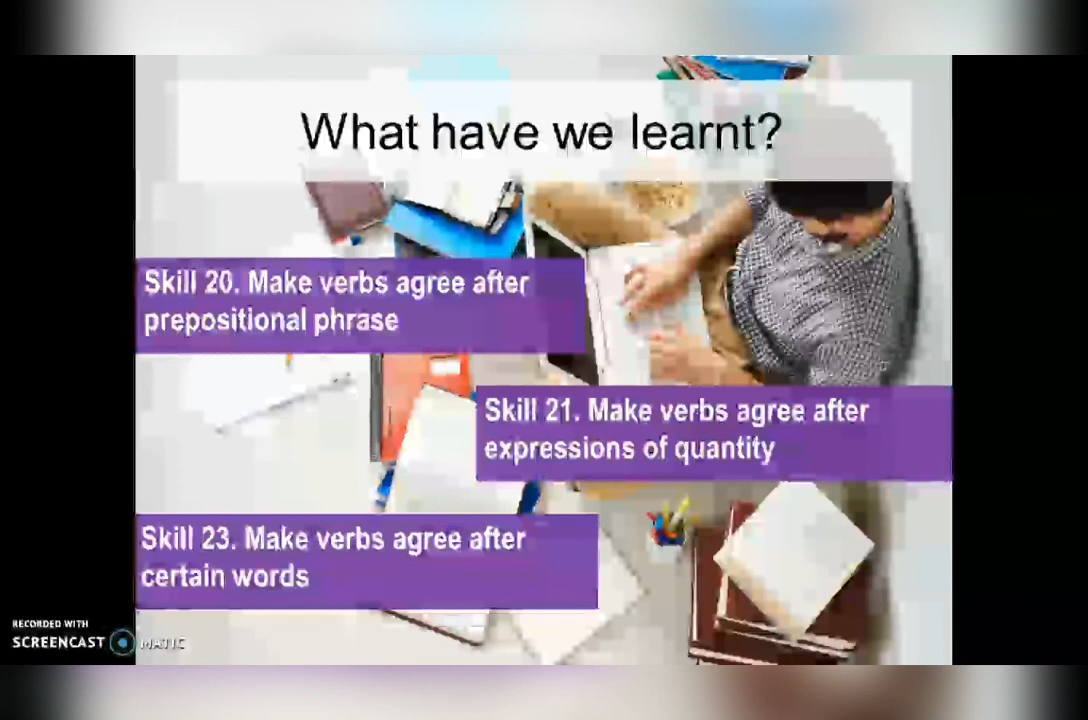 What have we learnt?
Skill 20. Make verbs agree after
prepositional phrase
Skill 21. Make verbs agree after
expressions of quantity
Skill 23. Make verbs agree after
certain words
RECORDED WITH
SCREENCAST MATIC